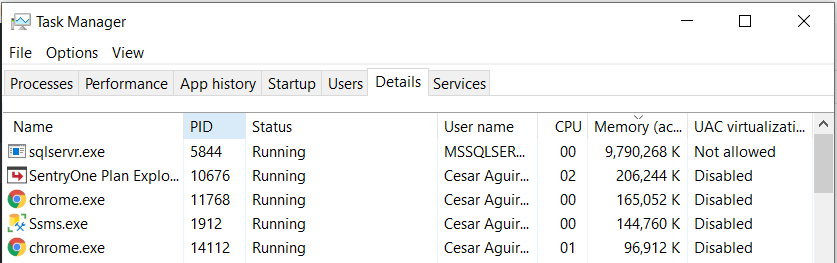 Task Manager
File Options View
Processes Performance App history Startup Users Details Services
Name PID Status User name CPU Memory (ac... UAC virtualizati...
sqlservr.exe 5844 Running MSSQLSER... 00 9,790,268 K Not allowed
SentryOne Plan Explo... 10676 Running Cesar Aguir... 02 206,244 K Disabled
chrome.exe 11768 Running Cesar Aguir... 00 165,052 K Disabled
Ssms.exe 1912 Running Cesar Aguir... 00 144,760 K Disabled
chrome.exe 14112 Running Cesar Aguir... 01 96,912 K Disabled